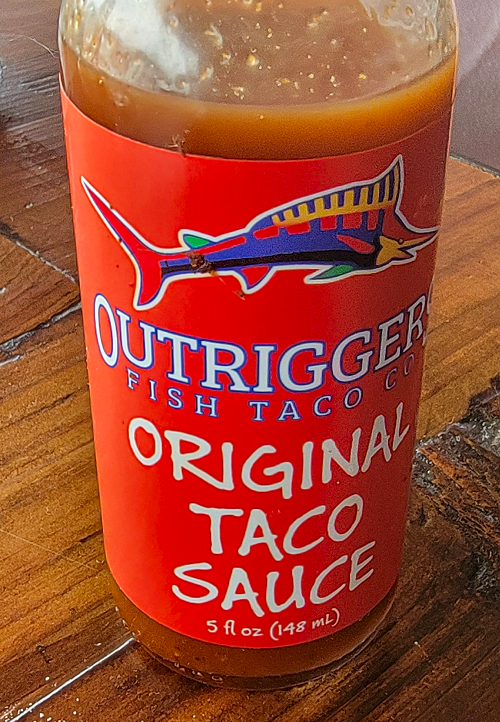 OUTRIGGERS
FISH TACO CO
ORIGINAL
TACO
SAUCE
5 fl oz (148 mL)